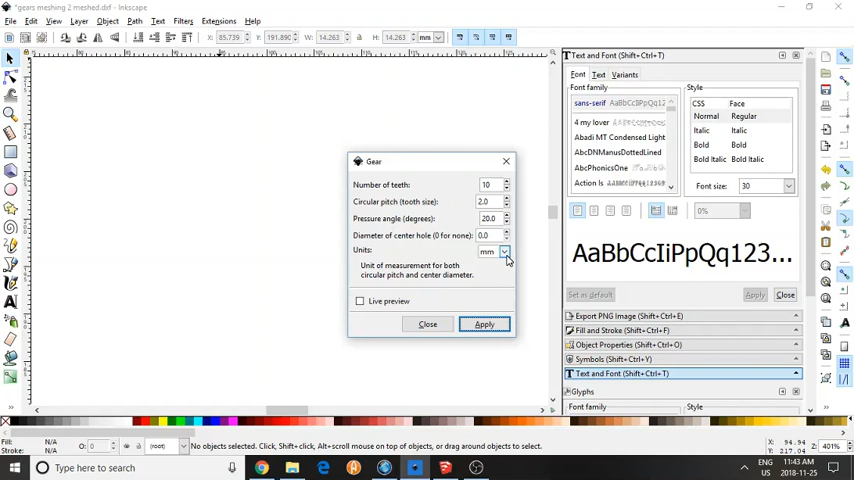 *gears meshing 2 meshed.dxf - Inkscape
File Edit View Layer Object Path Text Filters Extensions Help
X: 85.739 Y: 191.890 W: 14.263 H: 14.263 mm
Text and Font (Shift+Ctrl+T)
Font Text Variants
Font family
sans-serif AaBbCcIiPpQq12
4 my lover
Abadi MT Condensed Light
AbcDNManusDottedLined
AbcPhonicsOne
Action Is
Style
CSS Face
Normal Regular
Italic Italic
Bold Bold
Bold Italic Bold Italic
Font size: 30
0%
AaBbCcIiPpQq123...
Set as default Apply Close
Export PNG Image (Shift+Ctrl+E)
Fill and Stroke (Shift+Ctrl+F)
Object Properties (Shift+Ctrl+O)
Symbols (Shift+Ctrl+Y)
Text and Font (Shift+Ctrl+T)
Glyphs
Font family Style
Gear
Number of teeth: 10
Circular pitch (tooth size): 2.0
Pressure angle (degrees): 20.0
Diameter of center hole (0 for none): 0.0
Units: mm
Unit of measurement for both
circular pitch and center diameter.
Live preview
Close Apply
Fill: N/A
Stroke: N/A
O: 0
(root)
No objects selected. Click, Shift+click, Alt+scroll mouse on top of objects, or drag around objects to select.
X: 94.94
Y: 217.04
Z: 401%
Type here to search
ENG
US
11:43 AM
2018-11-25